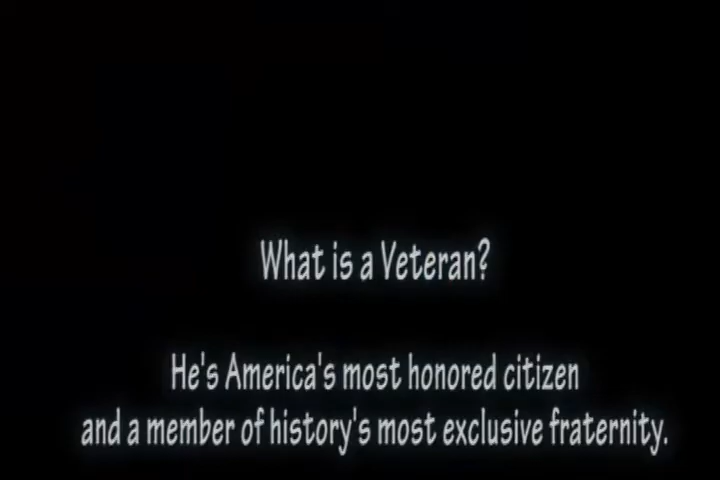 What is a Veteran?
He's America's most honored citizen
and a member of history's most exclusive fraternity.